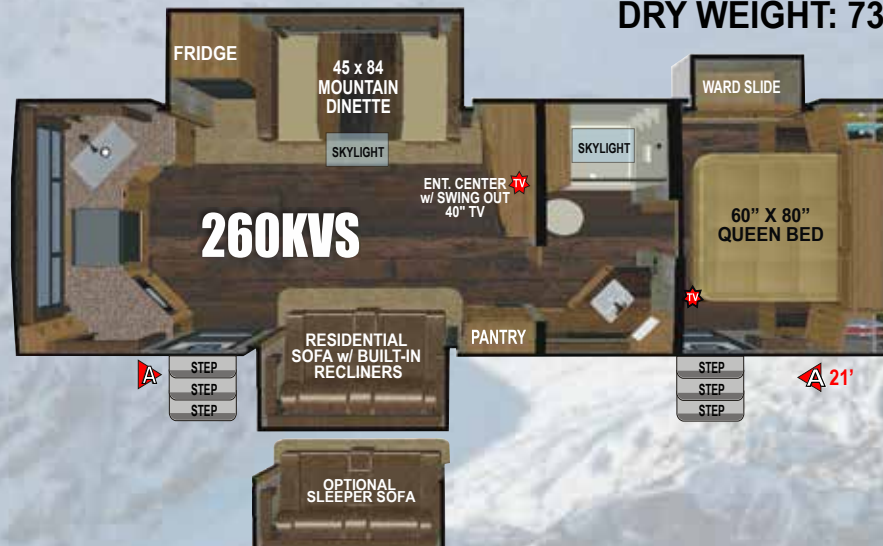 DRY WEIGHT: 73
FRIDGE
45 x 84
MOUNTAIN
DINETTE
SKYLIGHT
SKYLIGHT
WARD SLIDE
ENT. CENTER
w/ SWING OUT
40" TV
TV
260KVS
60” X 80”
QUEEN BED
TV
RESIDENTIAL
SOFA w/ BUILT-IN
RECLINERS
PANTRY
A
STEP
STEP
STEP
STEP
STEP
STEP
A 21’
OPTIONAL
SLEEPER SOFA